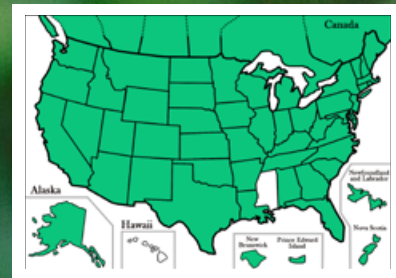 Canada
Newfoundland
and Labrador
Alaska
Hawaii
Nova Scotia
New
Brunswick
Prince Edward
Island